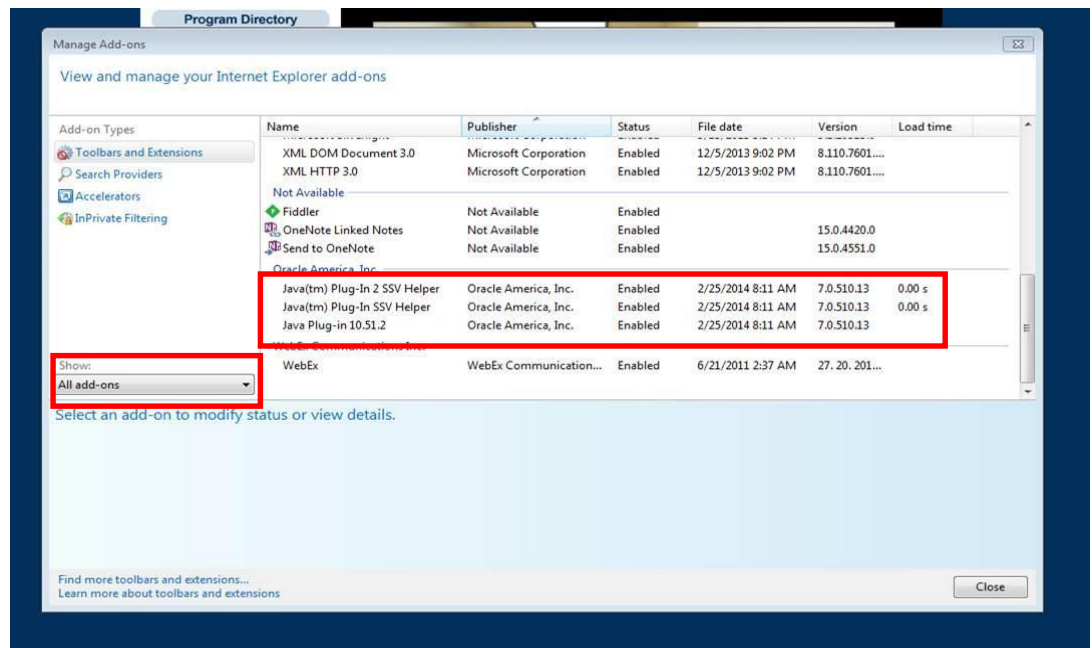 Program Directory
Manage Add-ons
View and manage your Internet Explorer add-ons
Add-on Types
Toolbars and Extensions
Search Providers
Accelerators
InPrivate Filtering
Show:
All add-ons
Name Publisher Status File date Version Load time
XML DOM Document 3.0 Microsoft Corporation Enabled 12/5/2013 9:02 PM 8.110.7601....
XML HTTP 3.0 Microsoft Corporation Enabled 12/5/2013 9:02 PM 8.110.7601....
Not Available
Fiddler Not Available Enabled
OneNote Linked Notes Not Available Enabled 15.0.4420.0
Send to OneNote Not Available Enabled 15.0.4551.0
Oracle America, Inc.
Java(tm) Plug-In 2 SSV Helper Oracle America, Inc. Enabled 2/25/2014 8:11 AM 7.0.510.13 0.00 s
Java(tm) Plug-In SSV Helper Oracle America, Inc. Enabled 2/25/2014 8:11 AM 7.0.510.13 0.00 s
Java Plug-in 10.51.2 Oracle America, Inc. Enabled 2/25/2014 8:11 AM 7.0.510.13
WebEx Communications Inc.
WebEx WebEx Communication... Enabled 6/21/2011 2:37 AM 27. 20. 201...
Select an add-on to modify status or view details.
Find more toolbars and extensions...
Learn more about toolbars and extensions
Close